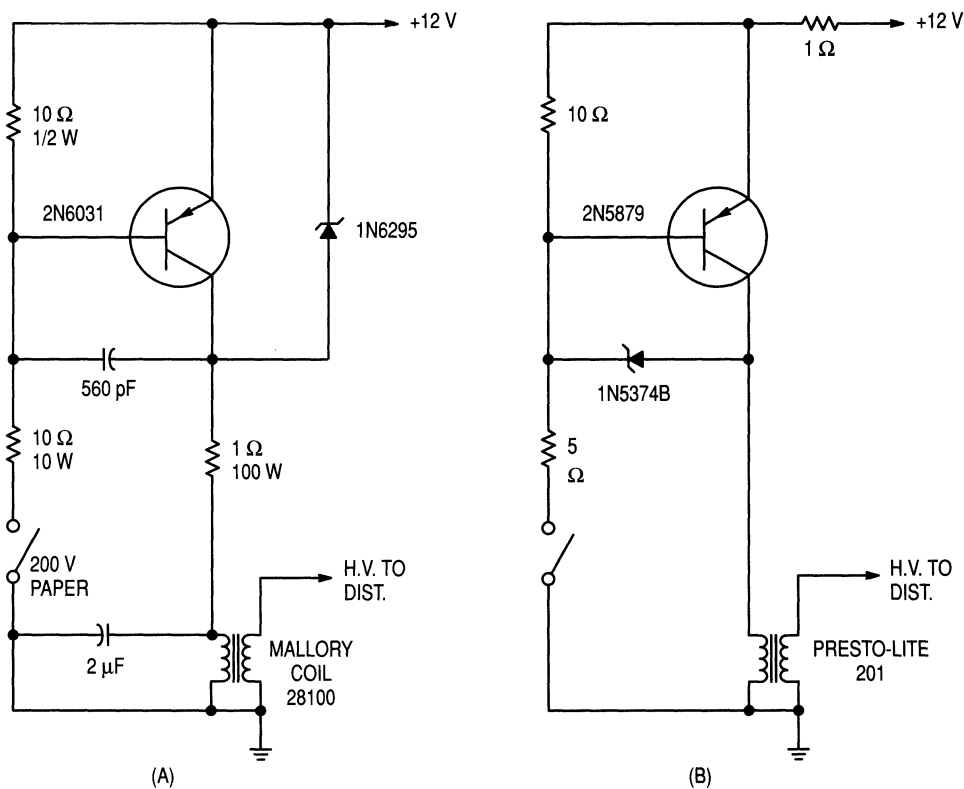 +12 V
10 Ω
1/2 W
2N6031
1N6295
560 pF
10 Ω
10 W
1 Ω
100 W
200 V
PAPER
H.V. TO
DIST.
2 μF
MALLORY
COIL
28100
(A)
+12 V
1 Ω
10 Ω
2N5879
1N5374B
5
Ω
H.V. TO
DIST.
PRESTO-LITE
201
(B)